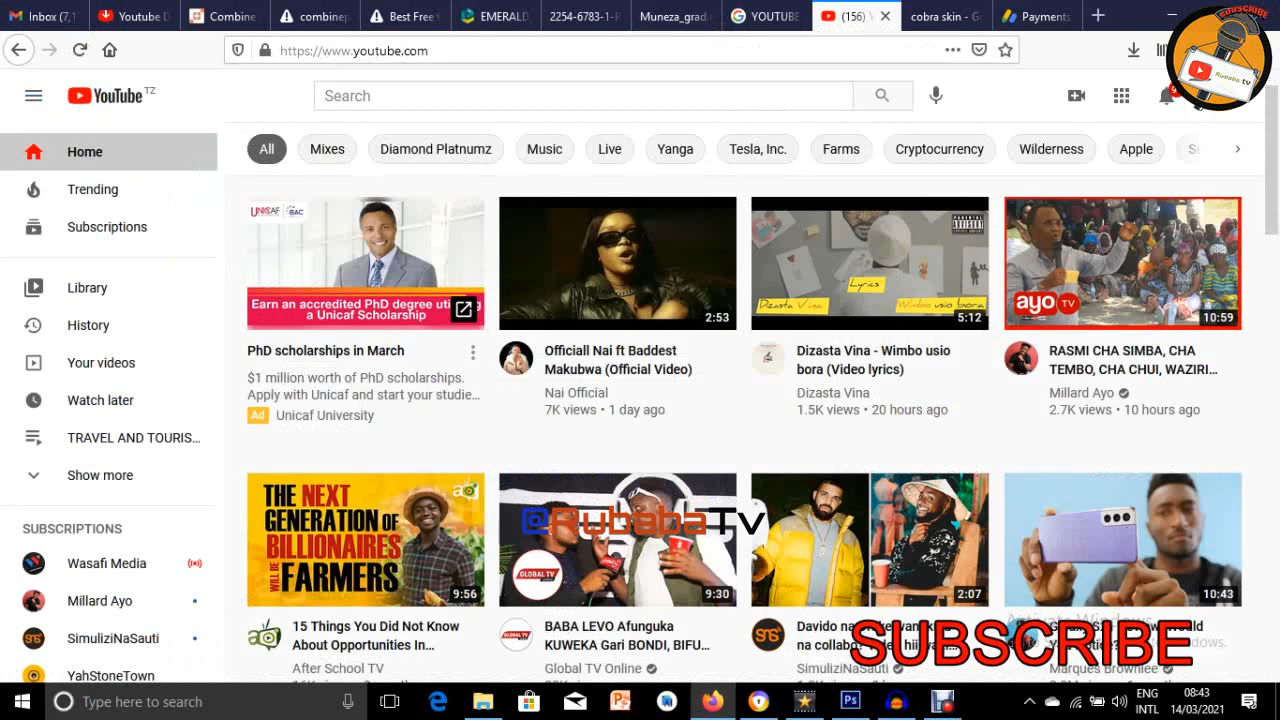 Inbox (7,1
Youtube D
Combine
combinep
Best Free
EMERALD
2254-6783-1-
Muneza_grad
YOUTUBE
(156)
cobra skin - G
Payments
SUBSCRIBE
Rubaba tv
https://www.youtube.com
YouTube TZ
Search
Home
Trending
Subscriptions
Library
History
Your videos
Watch later
TRAVEL AND TOURIS...
Show more
SUBSCRIPTIONS
Wasafi Media
Millard Ayo
SimuliziNaSauti
YahStoneTown
All
Mixes
Diamond Platnumz
Music
Live
Yanga
Tesla, Inc.
Farms
Cryptocurrency
Wilderness
Apple
UNICAF
Earn an accredited PhD degree
a Unicaf Scholarship
PhD scholarships in March
$1 million worth of PhD scholarships.
Apply with Unicaf and start your studie...
Ad Unicaf University
2:53
Officiall Nai ft Baddest
Makubwa (Official Video)
Nai Official
7K views • 1 day ago
PARENTAL
ADVISORY
Lyrics
Dizasta Vina
Wimbo usio bora
5:12
Dizasta Vina - Wimbo usio
bora (Video lyrics)
Dizasta Vina
1.5K views • 20 hours ago
ayo TV
10:59
RASMI CHA SIMBA, CHA
TEMBO, CHA CHUI, WAZIRI...
Millard Ayo
2.7K views • 10 hours ago
THE NEXT
GENERATION OF
BILLIONAIRES
WILL BE
FARMERS
9:56
15 Things You Did Not Know
About Opportunities In...
After School TV
@RubabaTv
GLOBAL TV
9:30
BABA LEVO Afunguka
KUWEKA Gari BONDI, BIFU...
Global TV Online
2:07
SNS
Davido
na collabo
SimuliziNaSauti
10:43
Marques Brownlee
Activate Windows
SUBSCRIBE
Type here to search
ENG
INTL
08:43
14/03/2021